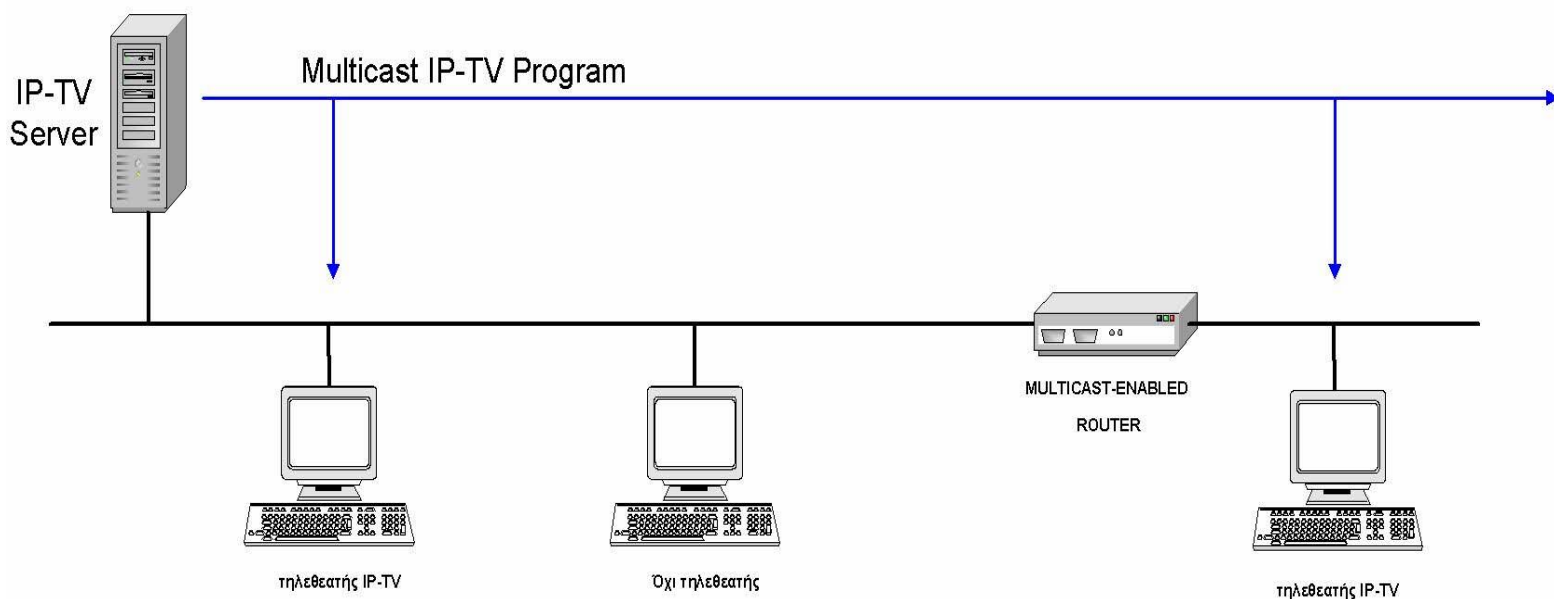 IP-TV
Server
Multicast IP-TV Program
MULTICAST-ENABLED
ROUTER
τηλεθεατής IP-TV
Όχι τηλεθεατής
τηλεθεατής IP-TV